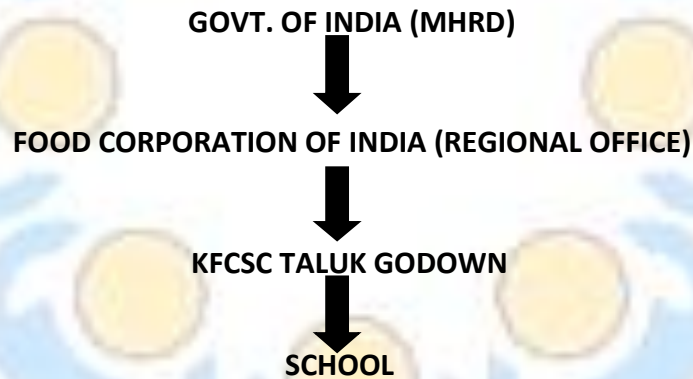 GOVT. OF INDIA (MHRD)
FOOD CORPORATION OF INDIA (REGIONAL OFFICE)
KFCSC TALUK GODOWN
SCHOOL